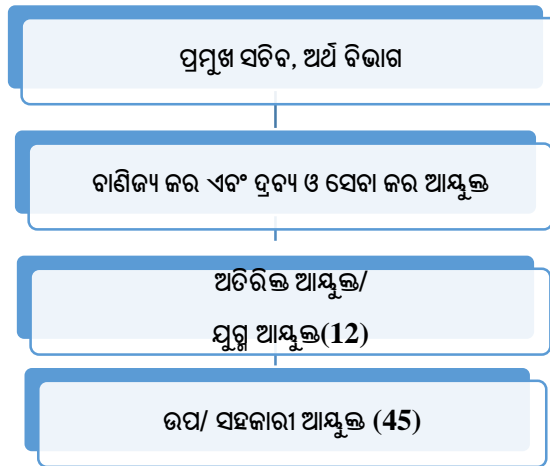 ପ୍ରମୁଖ ସଚିବ, ଅର୍ଥ ବିଭାଗ
ବାଣିଜ୍ୟ କର ଏବଂ ଦ୍ରବ୍ୟ ଓ ସେବା କର ଆୟୁକ୍ତ
ଅତିରିକ୍ତ ଆୟୁକ୍ତ/
ଯୁଗ୍ମ ଆୟୁକ୍ତ(12)
ଉପ/ ସହକାରୀ ଆୟୁକ୍ତ (45)